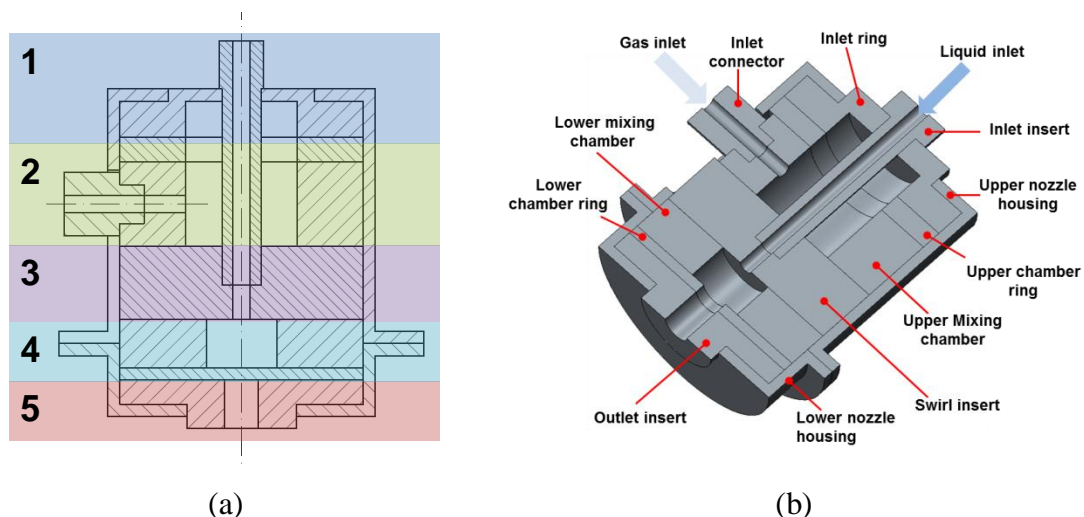 1
2
3
4
5
Gas inlet
Inlet
connector
Inlet ring
Liquid inlet
Lower mixing
chamber
Inlet insert
Lower
chamber ring
Upper nozzle
housing
Upper chamber
ring
Upper Mixing
chamber
Swirl insert
Outlet insert
Lower nozzle
housing
(a)
(b)